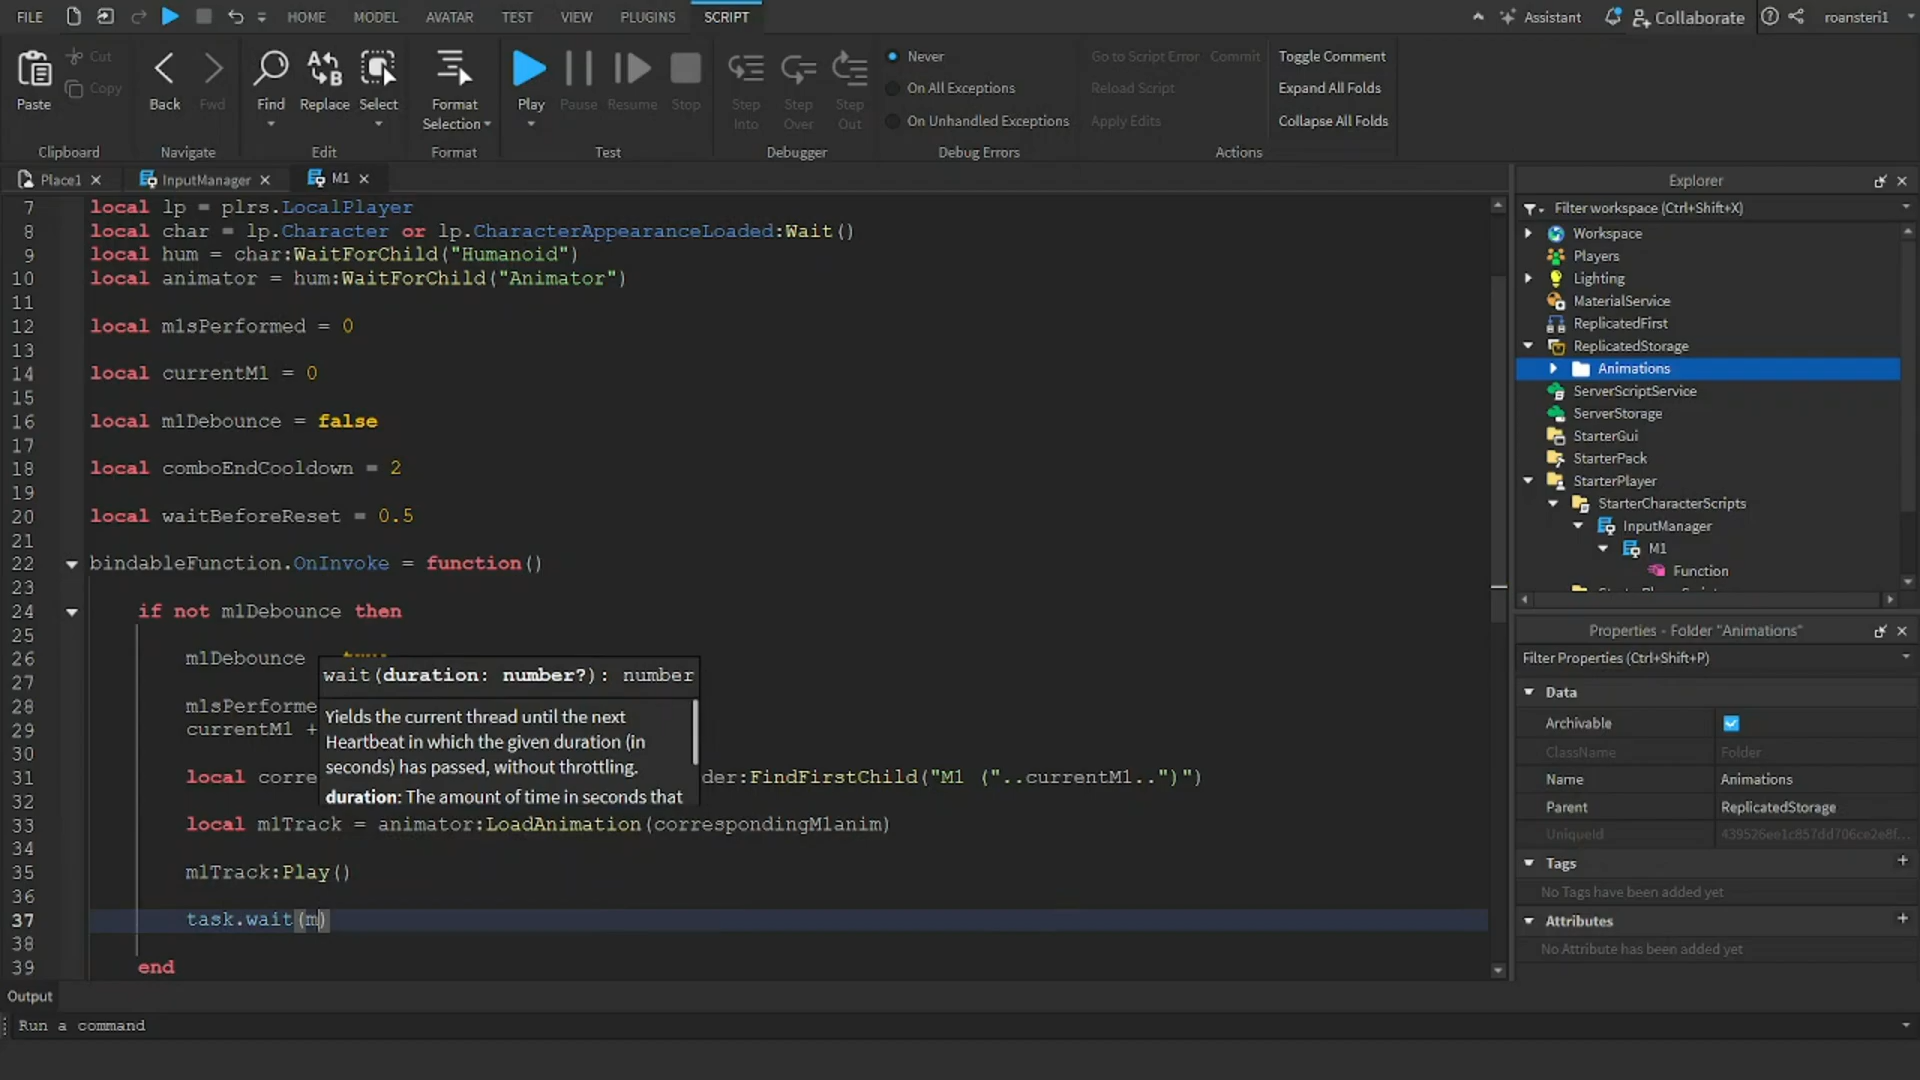 FILE HOME MODEL AVATAR TEST VIEW PLUGINS SCRIPT Assistant Collaborate roansteri1
Paste Cut Copy Back Fwd Find Replace Select Format Selection Play Pause Resume Stop Step Into Step Over Step Out
Never
On All Exceptions
On Unhandled Exceptions
Go to Script Error Commit
Reload Script
Apply Edits
Toggle Comment
Expand All Folds
Collapse All Folds
Clipboard Navigate Edit Format Test Debugger Debug Errors Actions
Place1 InputManager M1
7 local lp = plrs.LocalPlayer
8 local char = lp.Character or lp.CharacterAppearanceLoaded:Wait()
9 local hum = char:WaitForChild("Humanoid")
10 local animator = hum:WaitForChild("Animator")
11
12 local m1sPerformed = 0
13
14 local currentM1 = 0
15
16 local m1Debounce = false
17
18 local comboEndCooldown = 2
19
20 local waitBeforeReset = 0.5
21
22 bindableFunction.OnInvoke = function()
23
24 if not m1Debounce then
25
26 m1Debounce
27
28 m1sPerforme
29 currentM1 +
30
31 local corre der:FindFirstChild("M1 ("..currentM1..")")
32
33 local m1Track = animator:LoadAnimation(correspondingM1anim)
34
35 m1Track:Play()
36
37 task.wait(m)
38
39 end
wait(duration: number?): number
Yields the current thread until the next
Heartbeat in which the given duration (in
seconds) has passed, without throttling.
duration: The amount of time in seconds that
Output
Run a command
Explorer
Filter workspace (Ctrl+Shift+X)
Workspace
Players
Lighting
MaterialService
ReplicatedFirst
ReplicatedStorage
Animations
ServerScriptService
ServerStorage
StarterGui
StarterPack
StarterPlayer
StarterCharacterScripts
InputManager
M1
Function
Properties - Folder "Animations"
Filter Properties (Ctrl+Shift+P)
Data
Archivable
ClassName Folder
Name Animations
Parent ReplicatedStorage
UniqueId 439526ee1c857dd706ce2e8f...
Tags
No Tags have been added yet
Attributes
No Attribute has been added yet